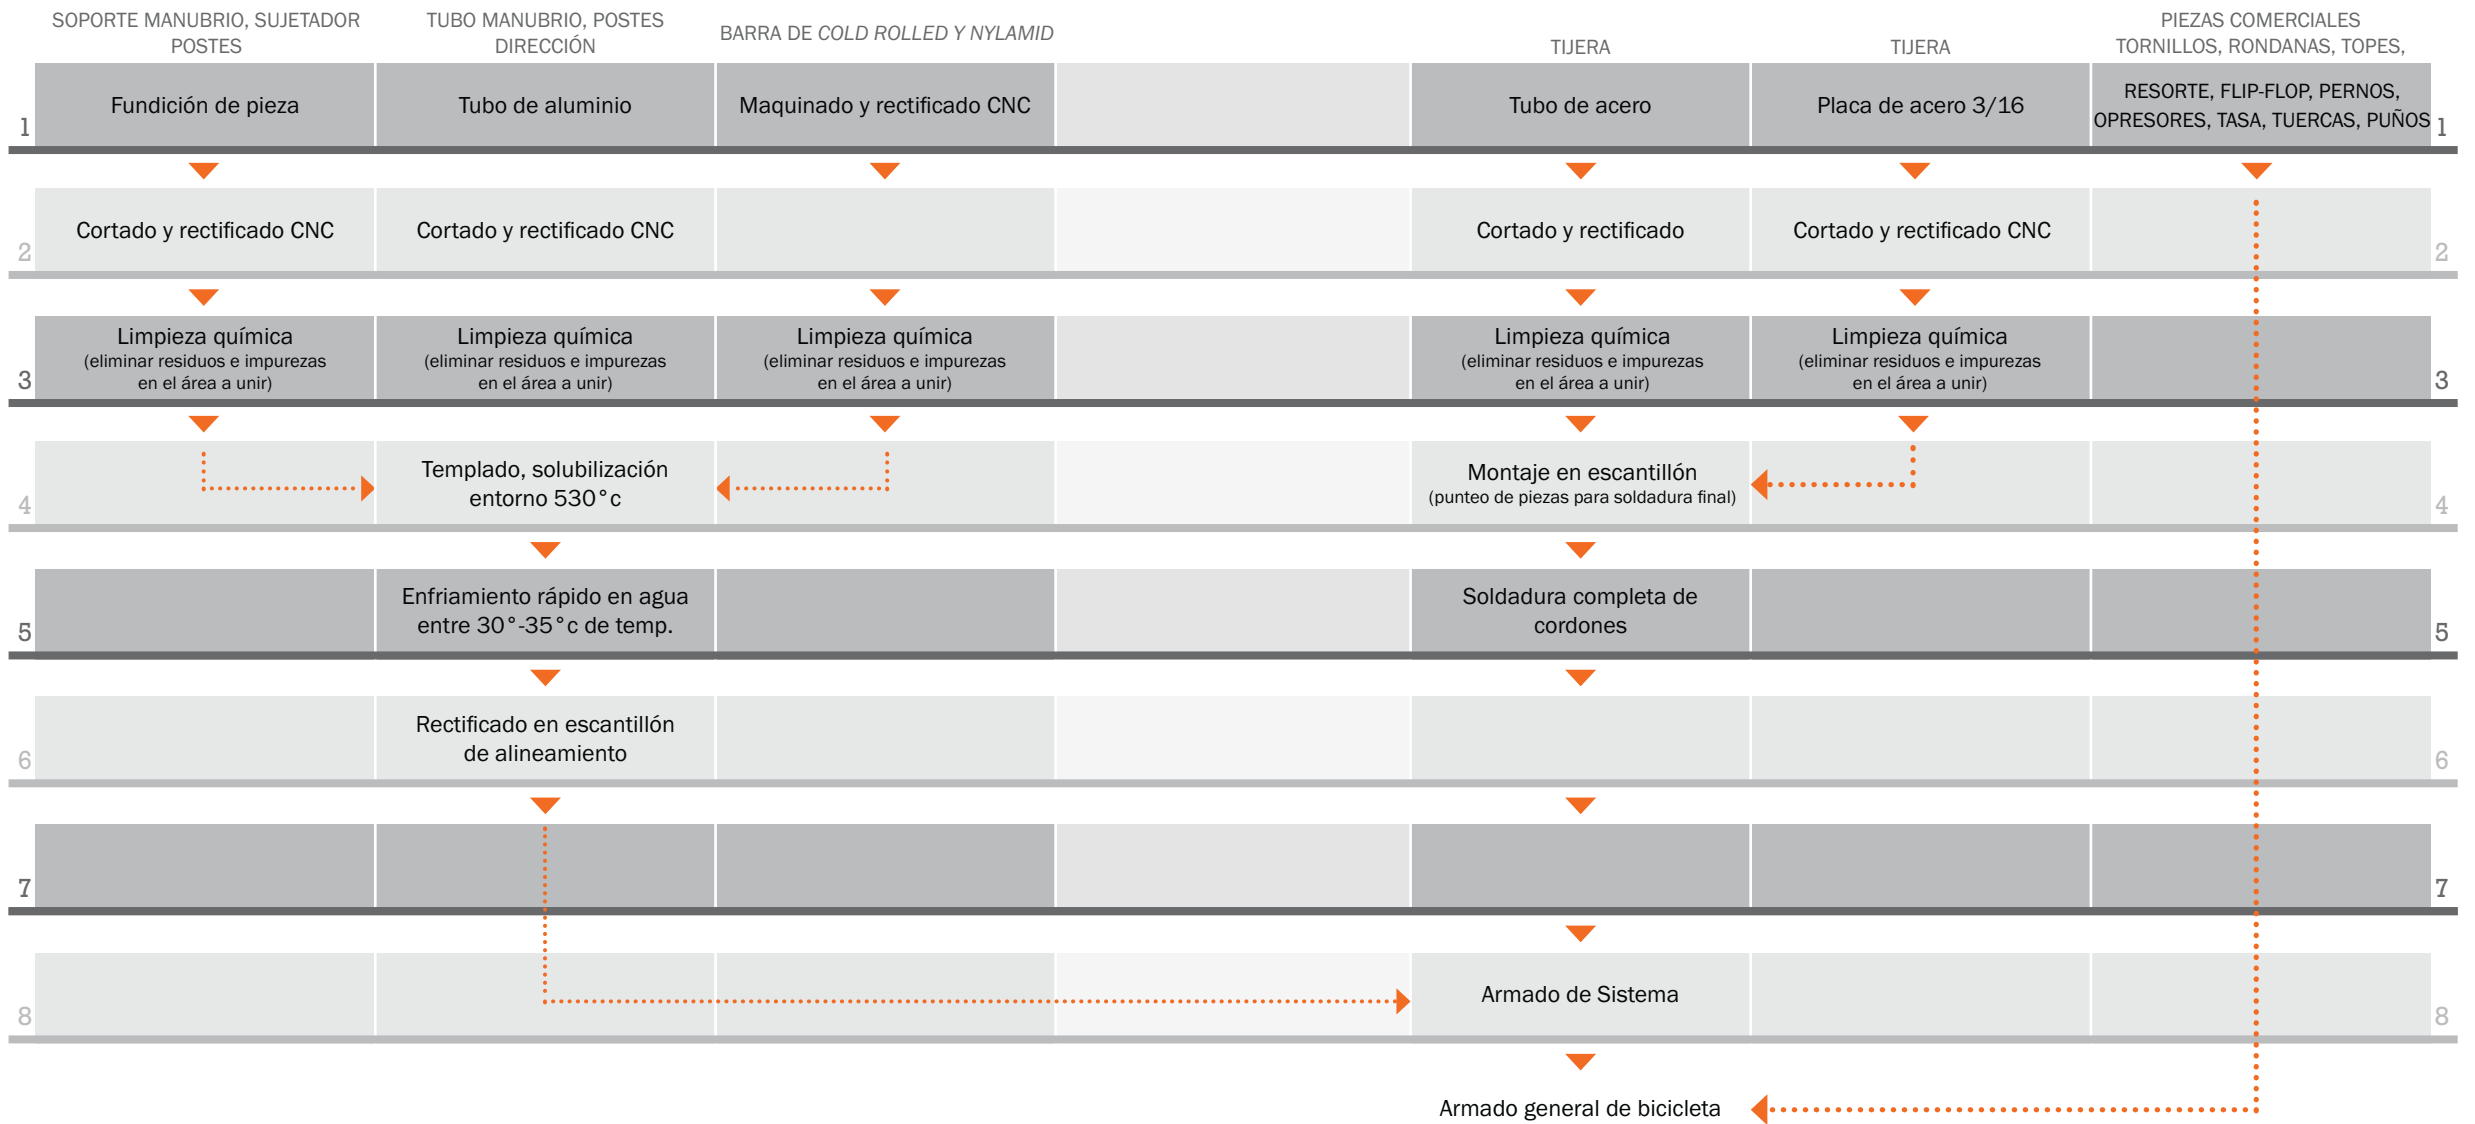 SOPORTE MANUBRIO, SUJETADOR
POSTES
TUBO MANUBRIO, POSTES
DIRECCIÓN
BARRA DE COLD ROLLED Y NYLAMID
TIJERA
TIJERA
PIEZAS COMERCIALES
TORNILLOS, RONDANAS, TOPES,
1
Fundición de pieza
Tubo de aluminio
Maquinado y rectificado CNC
Tubo de acero
Placa de acero 3/16
RESORTE, FLIP-FLOP, PERNOS,
OPRESORES, TASA, TUERCAS, PUÑOS
1
2
Cortado y rectificado CNC
Cortado y rectificado CNC
Cortado y rectificado
Cortado y rectificado CNC
2
3
Limpieza química
(eliminar residuos e impurezas
en el área a unir)
Limpieza química
(eliminar residuos e impurezas
en el área a unir)
Limpieza química
(eliminar residuos e impurezas
en el área a unir)
Limpieza química
(eliminar residuos e impurezas
en el área a unir)
Limpieza química
(eliminar residuos e impurezas
en el área a unir)
3
4
Templado, solubilización
entorno 530°c
Montaje en escantillón
(punteo de piezas para soldadura final)
4
5
Enfriamiento rápido en agua
entre 30°-35°c de temp.
Soldadura completa de
cordones
5
6
Rectificado en escantillón
de alineamiento
6
7
7
8
Armado de Sistema
8
Armado general de bicicleta